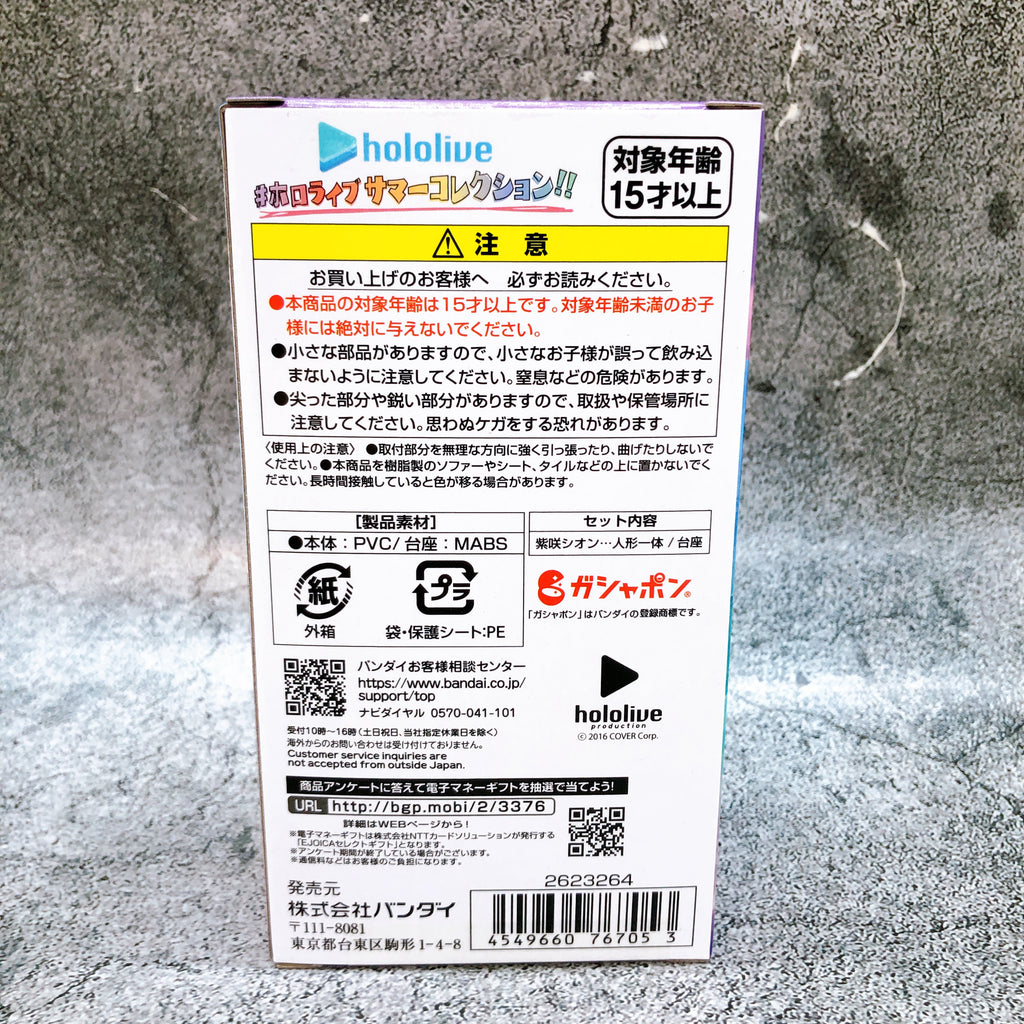 hololive
#ホロライブ サマーコレクション!!
対象年齢
15才以上
注 意
お買い上げのお客様へ 必ずお読みください。
●本商品の対象年齢は15才以上です。対象年齢未満のお子
様には絶対に与えないでください。
●小さな部品がありますので、小さなお子様が誤って飲み込
まないように注意してください。窒息などの危険があります。
●尖った部分や鋭い部分がありますので、取扱や保管場所に
注意してください。思わぬケガをする恐れがあります。
〈使用上の注意〉 ●取付部分を無理な方向に強く引っ張ったり、曲げたりしないで
ください。●本商品を樹脂製のソファーやシート、タイルなどの上に置かないでく
ださい。長時間接触していると色が移る場合があります。
[製品素材]
●本体：PVC/台座：MABS
紙
外箱
プラ
袋・保護シート:PE
セット内容
紫咲シオン…人形一体 / 台座
ガシャポン®
「ガシャポン」はバンダイの登録商標です。
バンダイお客様相談センター
https://www.bandai.co.jp/
support/top
ナビダイヤル 0570-041-101
受付10時～16時(土日祝日、当社指定休業日を除く)
海外からのお問い合わせは受け付けておりません。
Customer service inquiries are
not accepted from outside Japan.
hololive
production
© 2016 COVER Corp.
商品アンケートに答えて電子マネーギフトを抽選で当てよう!
URL http://bgp.mobi/2/3376
詳細はWEBページから!
※電子マネーギフトは株式会社NTTカードソリューションが発行する
「EJOICAセレクトギフト」となります。
※アンケート期間が終了している場合がございます。
※通信料などはお客様のご負担になります。
発売元
株式会社バンダイ
〒111-8081
東京都台東区駒形1-4-8
2623264
4549660 76705 3